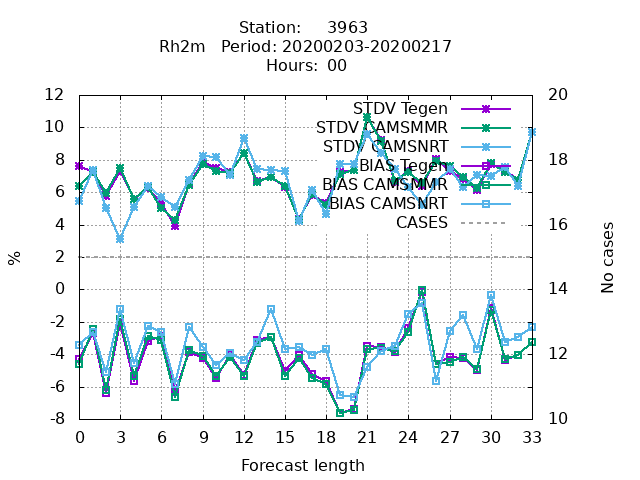 Station: 3963
Rh2m Period: 20200203-20200217
Hours: 00
12 20
STDV Tegen
STDV CAMSMMR
10
STDV CAMSNRT
8 18
BIAS Tegen
6
BIAS CAMSMMR
BIAS CAMSNRT
4 16
CASES
%
No cases
2
0 14
-2
-4 12
-6
-8 10
0 3 6 9 12 15 18 21 24 27 30 33
Forecast length